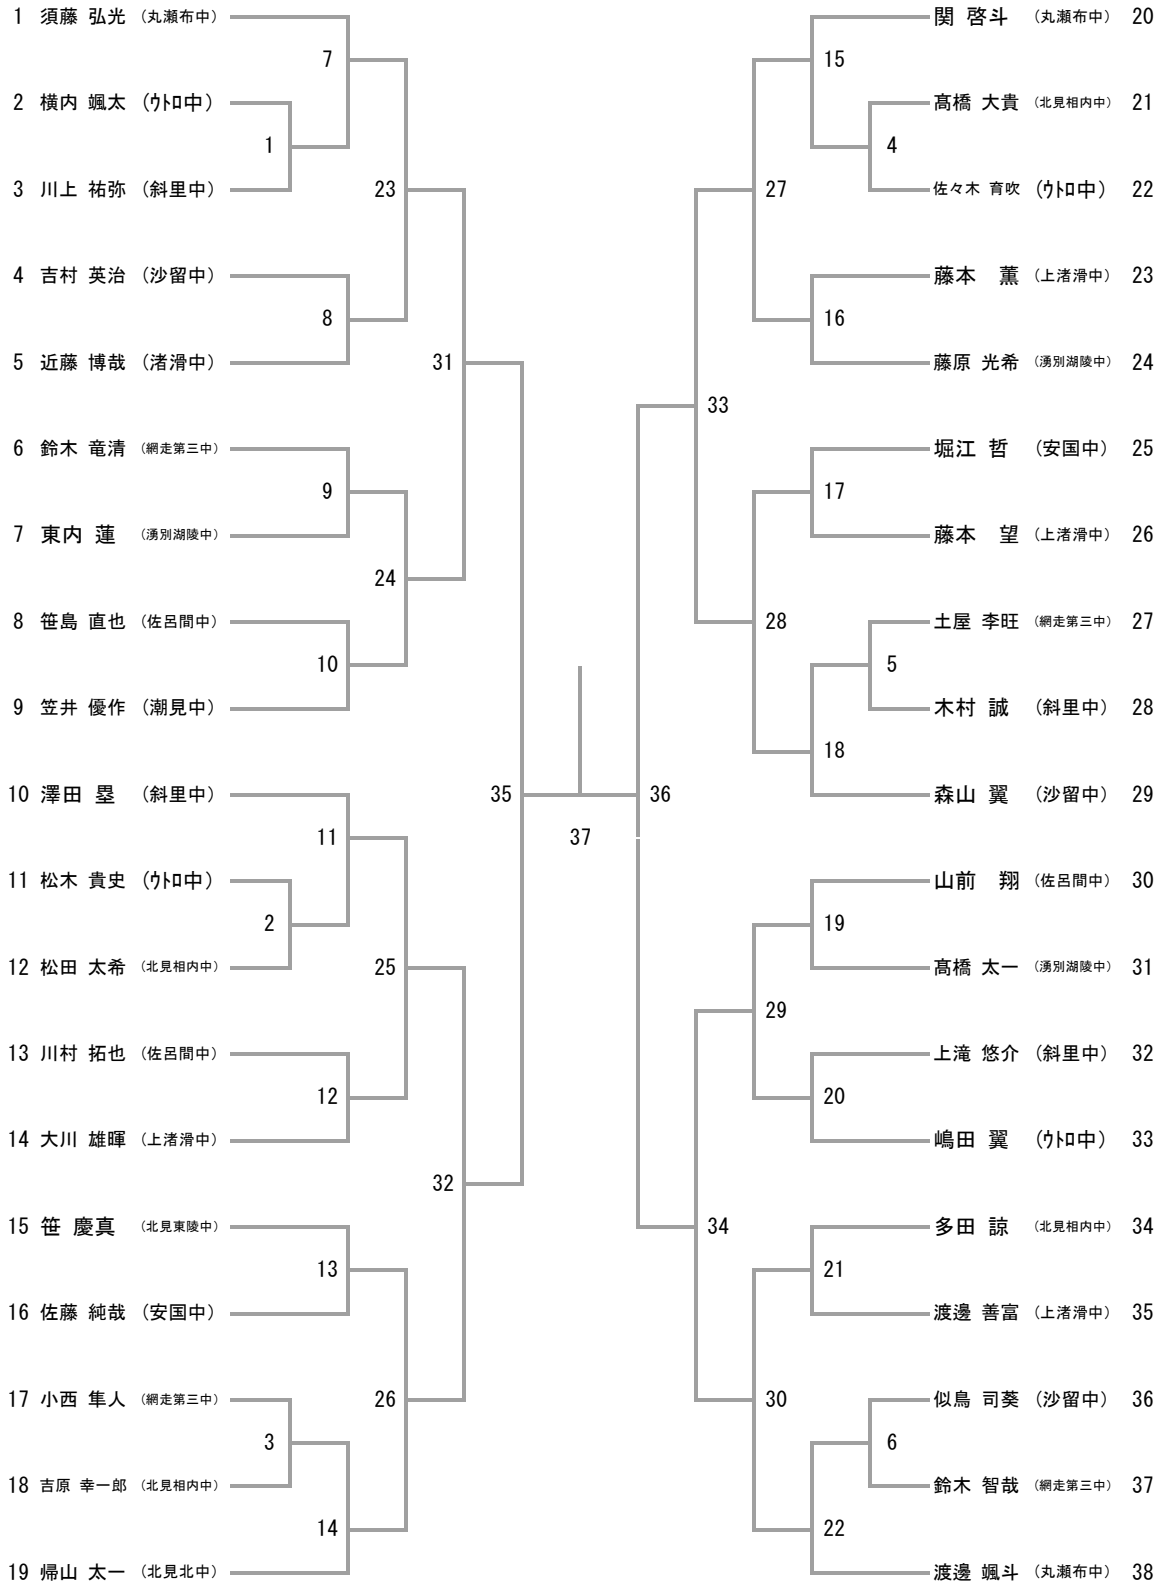 1 須藤 弘光 (丸瀬布中)
7
2 横内 颯太 (ｳﾄﾛ中)
1
3 川上 祐弥 (斜里中)
23
4 吉村 英治 (沙留中)
8
5 近藤 博哉 (渚滑中)
31
6 鈴木 竜清 (網走第三中)
9
7 東内 蓮 (湧別湖陵中)
24
8 笹島 直也 (佐呂間中)
10
9 笠井 優作 (潮見中)
35
10 澤田 塁 (斜里中)
11
11 松木 貴史 (ｳﾄﾛ中)
2
12 松田 太希 (北見相内中)
25
13 川村 拓也 (佐呂間中)
12
14 大川 雄暉 (上渚滑中)
32
15 笹 慶真 (北見東陵中)
13
16 佐藤 純哉 (安国中)
17 小西 隼人 (網走第三中)
26
3
18 吉原 幸一郎 (北見相内中)
14
19 帰山 太一 (北見北中)
37
関 啓斗 (丸瀬布中) 20
15
髙橋 大貴 (北見相内中) 21
4
佐々木 育吹 (ｳﾄﾛ中) 22
27
藤本　薫 (上渚滑中) 23
16
藤原 光希 (湧別湖陵中) 24
33
堀江 哲 (安国中) 25
17
藤本　望 (上渚滑中) 26
28
土屋 李旺 (網走第三中) 27
5
木村 誠 (斜里中) 28
18
森山 翼 (沙留中) 29
36
山前　翔 (佐呂間中) 30
19
髙橋 太一 (湧別湖陵中) 31
29
上滝 悠介 (斜里中) 32
20
嶋田 翼 (ｳﾄﾛ中) 33
34
多田 諒 (北見相内中) 34
21
渡邊 善富 (上渚滑中) 35
30
似鳥 司葵 (沙留中) 36
6
鈴木 智哉 (網走第三中) 37
22
渡邊 颯斗 (丸瀬布中) 38